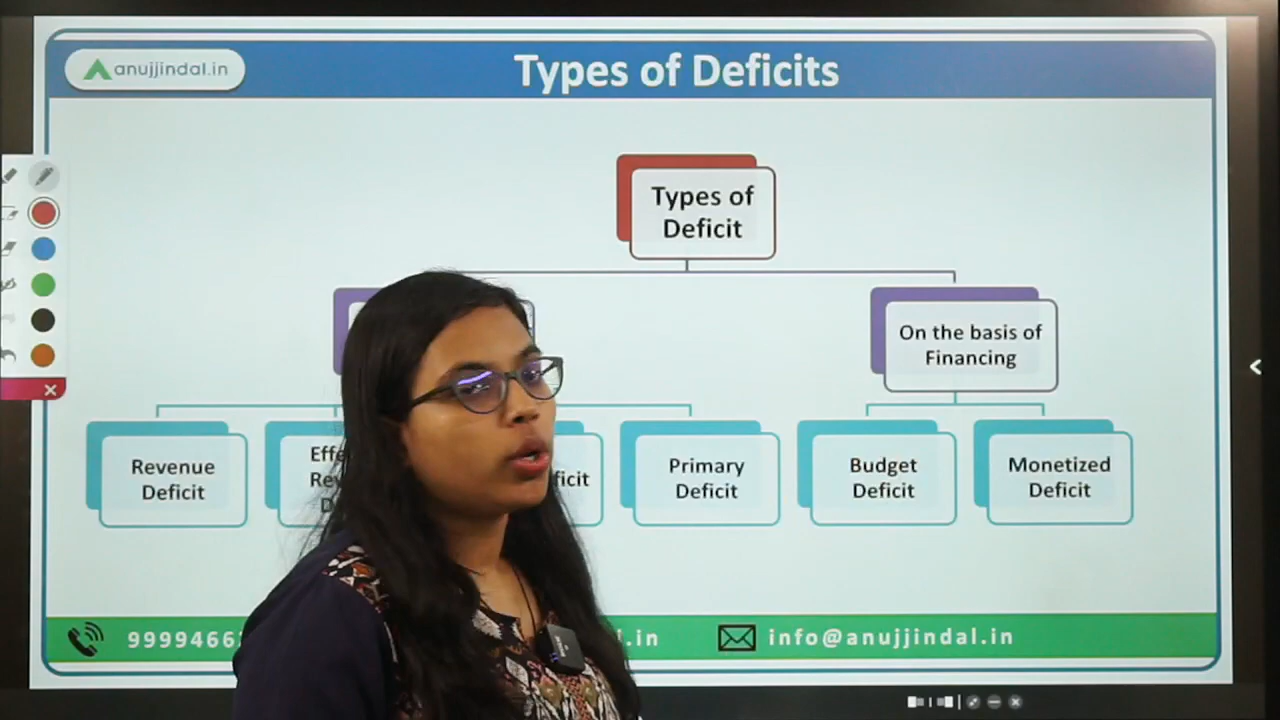 anujjindal.in
Types of Deficits
Types of
Deficit
On the basis of
Financing
Revenue
Deficit
Primary
Deficit
Budget
Deficit
Monetized
Deficit
info@anujjindal.in